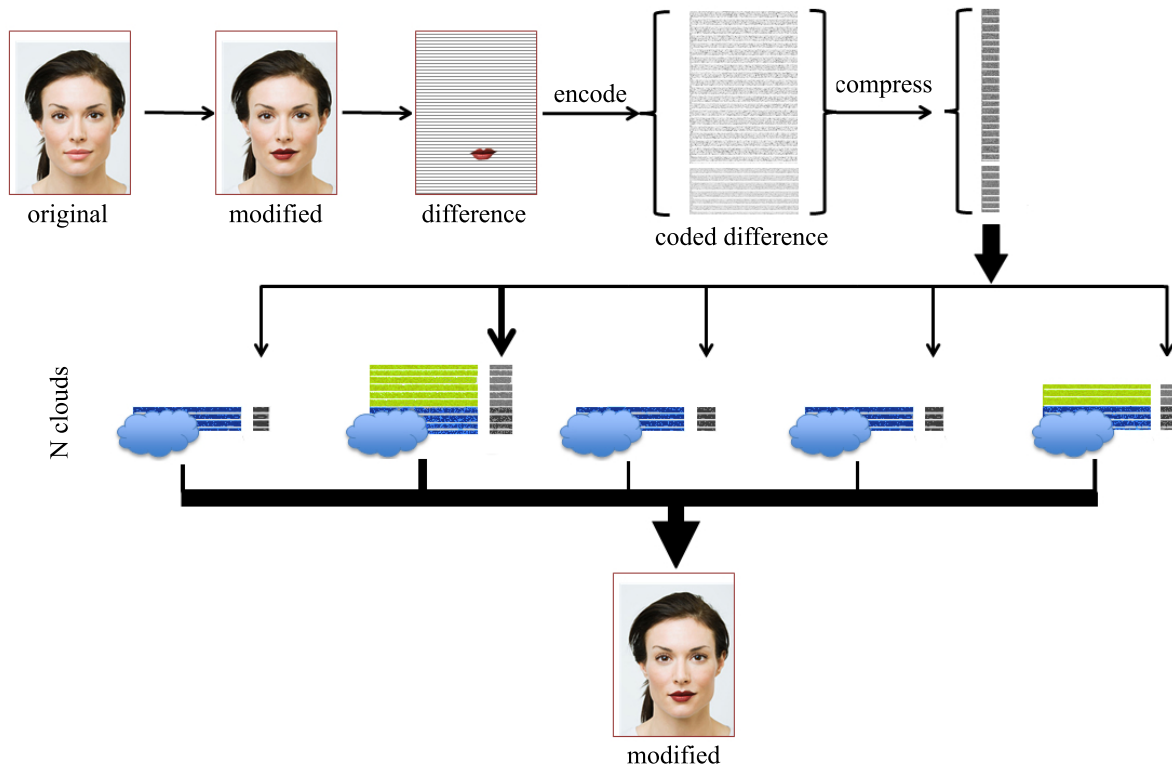 encode
compress
original
modified
difference
coded difference
N clouds
modified